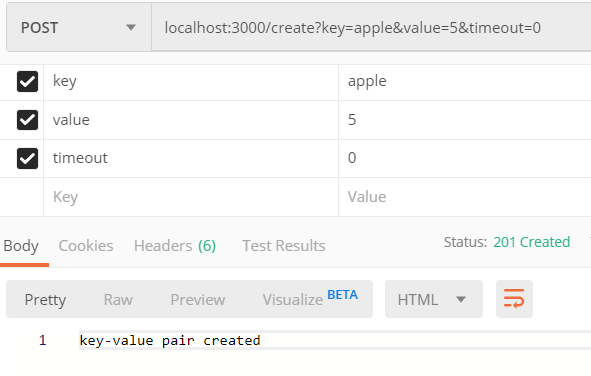 POST localhost:3000/create?key=apple&value=5&timeout=0
key apple
value 5
timeout 0
Key Value
Body Cookies Headers (6) Test Results Status: 201 Created
Pretty Raw Preview Visualize BETA HTML
1 key-value pair created